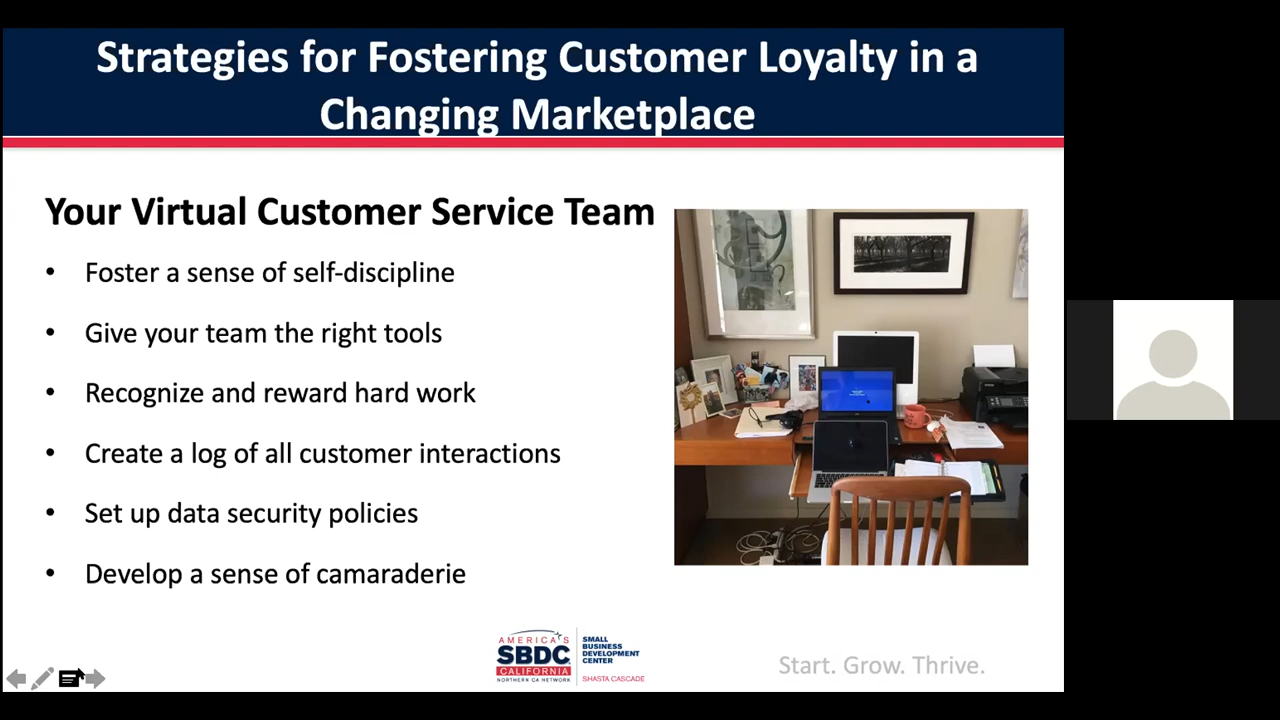 Strategies for Fostering Customer Loyalty in a
Changing Marketplace
Your Virtual Customer Service Team
• Foster a sense of self-discipline
• Give your team the right tools
• Recognize and reward hard work
• Create a log of all customer interactions
• Set up data security policies
• Develop a sense of camaraderie
AMERICA'S
SBDC
CALIFORNIA
NORTHERN CA NETWORK
SMALL
BUSINESS
DEVELOPMENT
CENTER
SHASTA CASCADE
Start. Grow. Thrive.